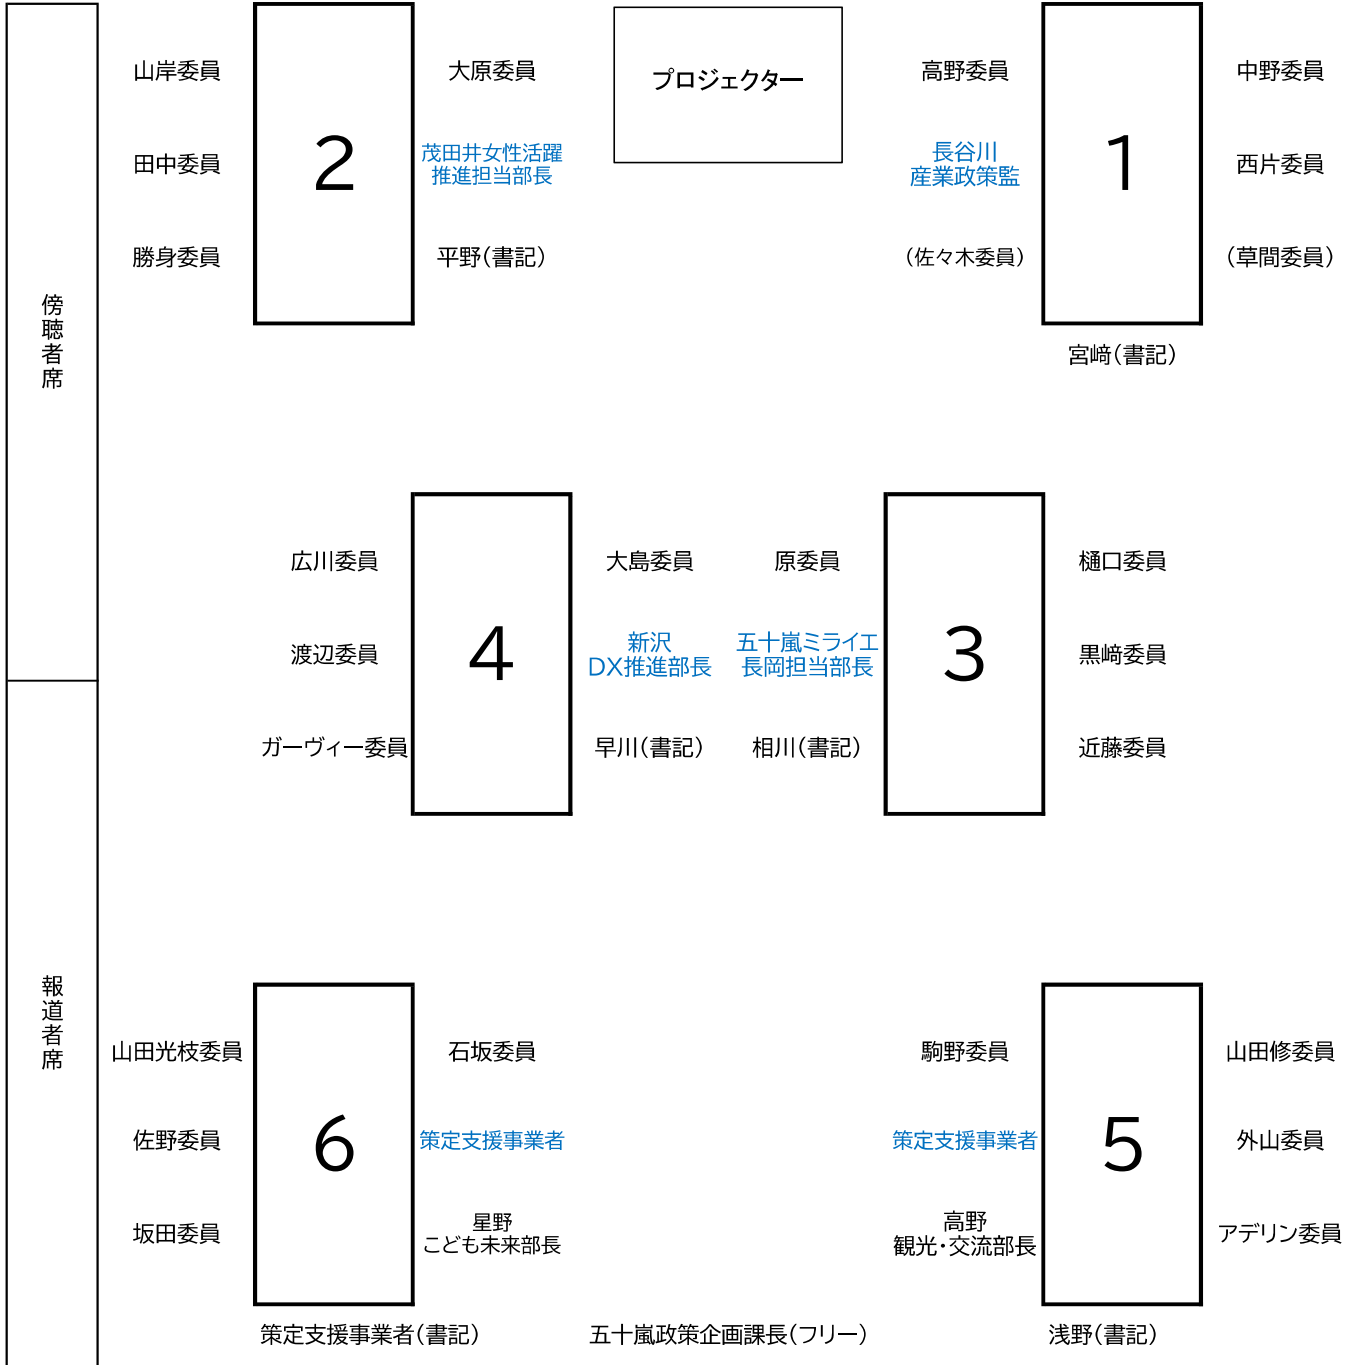 山岸委員
大原委員
プロジェクター
高野委員
中野委員
田中委員
2
茂田井女性活躍
推進担当部長
長谷川
産業政策監
1
西片委員
勝身委員
平野（書記）
（佐々木委員）
（草間委員）
宮﨑（書記）
傍聴者席
広川委員
大島委員
原委員
樋口委員
渡辺委員
4
新沢
DX推進部長
五十嵐ミライエ
長岡担当部長
3
黒﨑委員
ガーヴィー委員
早川（書記）
相川（書記）
近藤委員
報道者席
山田光枝委員
石坂委員
駒野委員
山田修委員
佐野委員
6
策定支援事業者
策定支援事業者
5
外山委員
坂田委員
星野
こども未来部長
高野
観光・交流部長
アデリン委員
策定支援事業者（書記）
五十嵐政策企画課長（フリー）
浅野（書記）